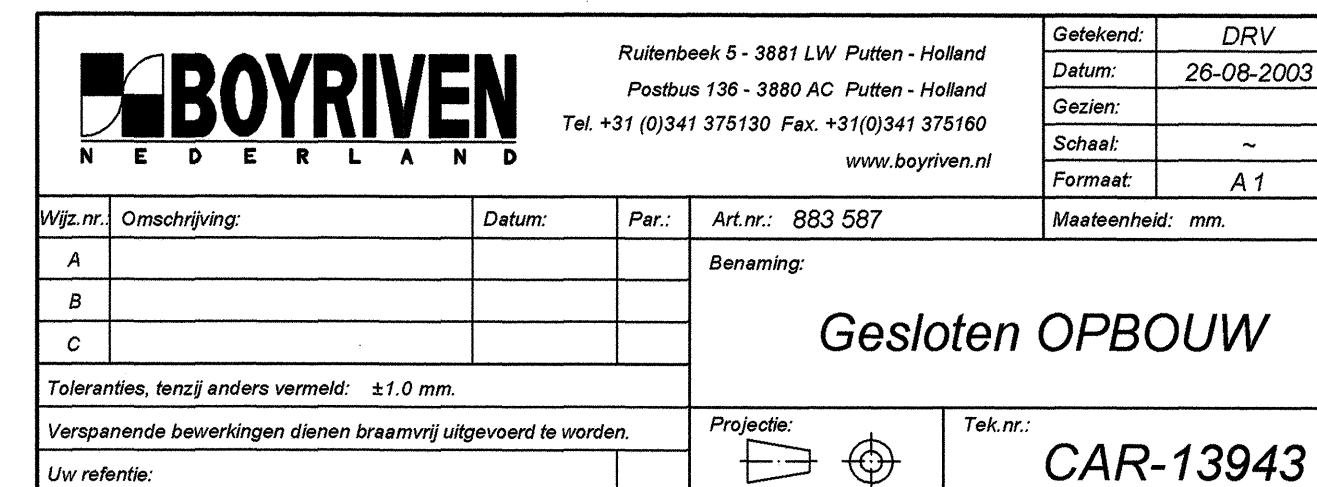 BOYRIVEN
NEDERLAND
Ruitenbeek 5 - 3881 LW Putten - Holland
Postbus 136 - 3880 AC Putten - Holland
Tel. +31 (0)341 375130 Fax. +31(0)341 375160
www.boyriven.nl
Getekend: DRV
Datum: 26-08-2003
Gezien:
Schaal: ~
Formaat: A 1
Wijz.nr.: Omschrijving: Datum: Par.: Art.nr.: 883 587 Maateenheid: mm.
A
B
C
Benaming:
Gesloten OPBOUW
Toleranties, tenzij anders vermeld: ±1.0 mm.
Verspanende bewerkingen dienen braamvrij uitgevoerd te worden.
Uw refentie:
Projectie:
Tek.nr.:
CAR-13943